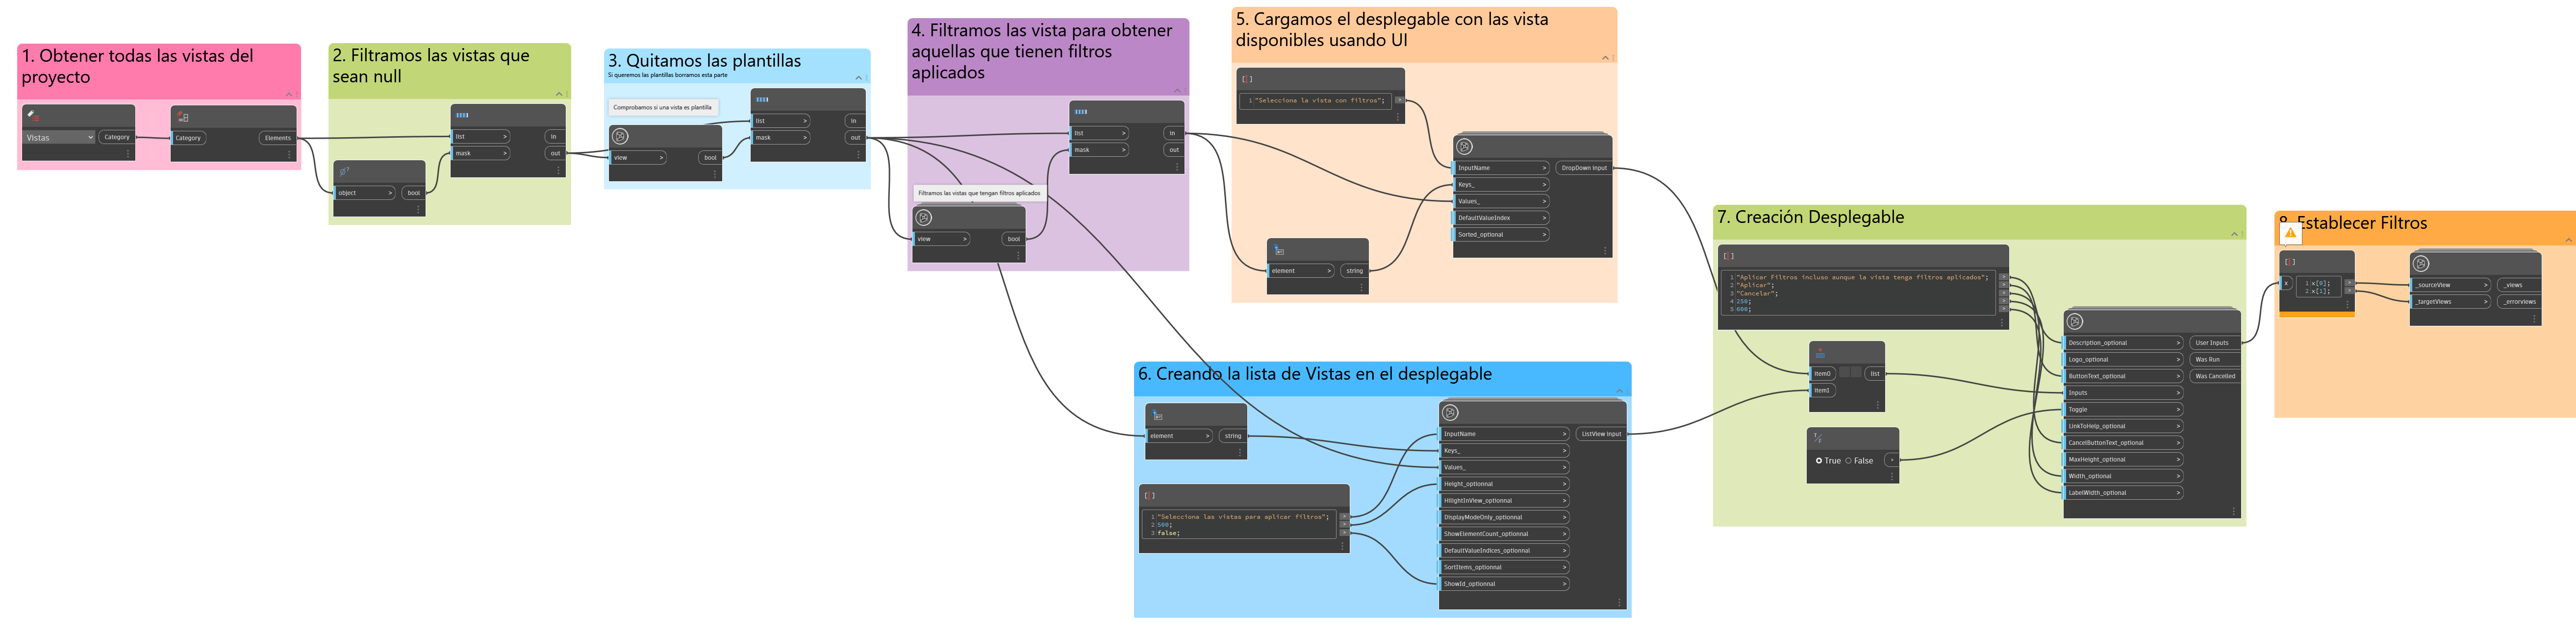 1. Obtener todas las vistas del
proyecto
Vistas
Category
Category
Elements
2. Filtramos las vistas que
sean null
object
>
bool
list
>
in
mask
>
out
3. Quitamos las plantillas
Si queremos las plantillas borramos esta parte
Comprobamos si una vista es plantilla
view
>
bool
list
>
in
mask
>
out
4. Filtramos las vista para obtener
aquellas que tienen filtros
aplicados
list
>
in
mask
>
out
Filtramos las vistas que tengan filtros aplicados
view
>
bool
5. Cargamos el desplegable con las vista
disponibles usando UI
1 "Selecciona la vista con filtros";
>
element
>
string
InputName
>
DropDown input
Keys_
>
Values_
>
DefaultValueIndex
>
Sorted_optional
>
6. Creando la lista de Vistas en el desplegable
element
>
string
1 "Selecciona las vistas para aplicar filtros";
2 500;
3 false;
InputName
>
ListView input
Keys_
>
Values_
>
Height_optionnal
>
HilightInView_optionnal
>
DisplayModeOnly_optionnal
>
ShowElementCount_optionnal
>
DefaultValueIndices_optionnal
>
SortItems_optionnal
>
ShowId_optionnal
>
7. Creación Desplegable
1 "Aplicar Filtros incluso aunque la vista tenga filtros aplicados";
2 "Aplicar";
3 "Cancelar";
4 250;
5 600;
item0
list
item1
True
False
>
Description_optional
>
User Inputs
Logo_optional
>
Was Run
ButtonText_optional
>
Was Cancelled
Inputs
>
Toggle
>
LinkToHelp_optional
>
CancelButtonText_optional
>
MaxHeight_optional
>
Width_optional
>
LabelWidth_optional
>
8. Establecer Filtros
x
1 x[0];
2 x[1];
_sourceView
>
_views
_targetViews
>
_errorviews